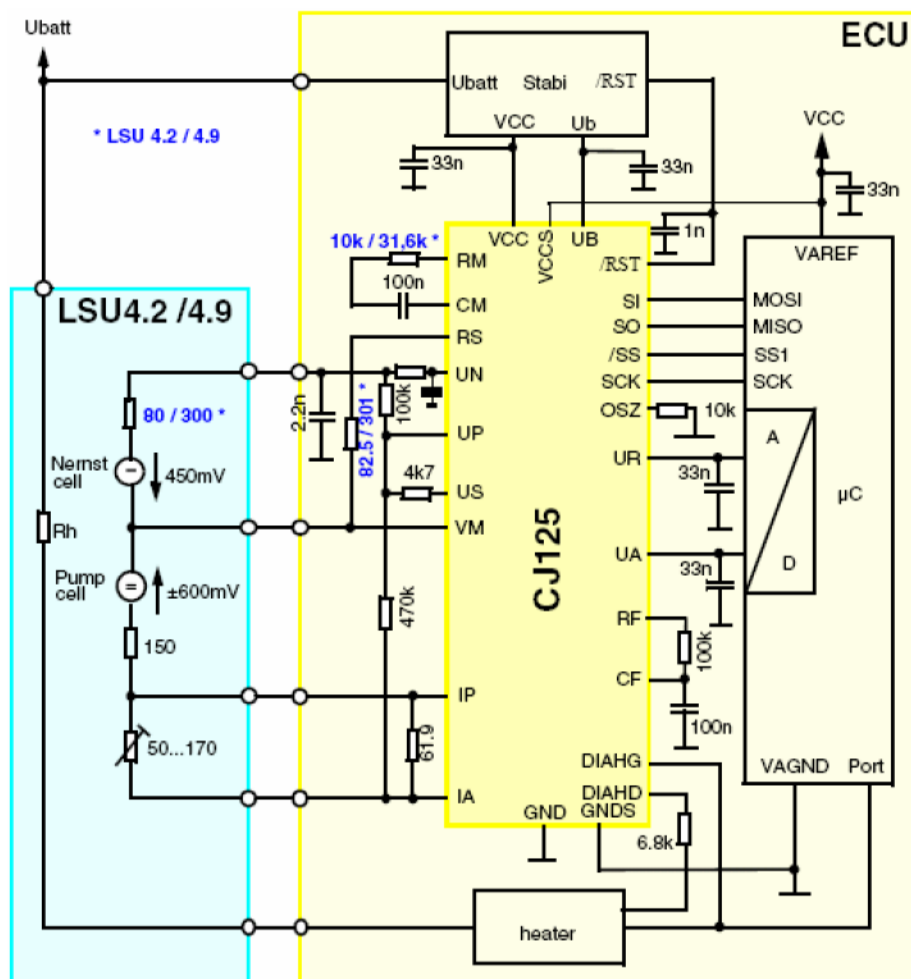 Ubatt
ECU
Ubatt
Stabi
/RST
VCC
Ub
* LSU 4.2 / 4.9
33n
33n
VCC
33n
10k / 31,6k *
100n
VCC
VCCS
UB
1n
/RST
VAREF
LSU4.2 /4.9
RM
CM
RS
UN
UP
US
VM
IP
IA
SI
SO
/SS
SCK
OSZ
UR
UA
RF
CF
DIAHG
DIAHD
GNDS
GND
CJ125
MOSI
MISO
SS1
SCK
10k
A
D
µC
33n
33n
100k
100n
VAGND
Port
80 / 300 *
2.2n
82.5 / 301 *
100k
4k7
470k
61.9
Nernst
cell
450mV
Rh
Pump
cell
±600mV
150
50...170
6.8k
heater